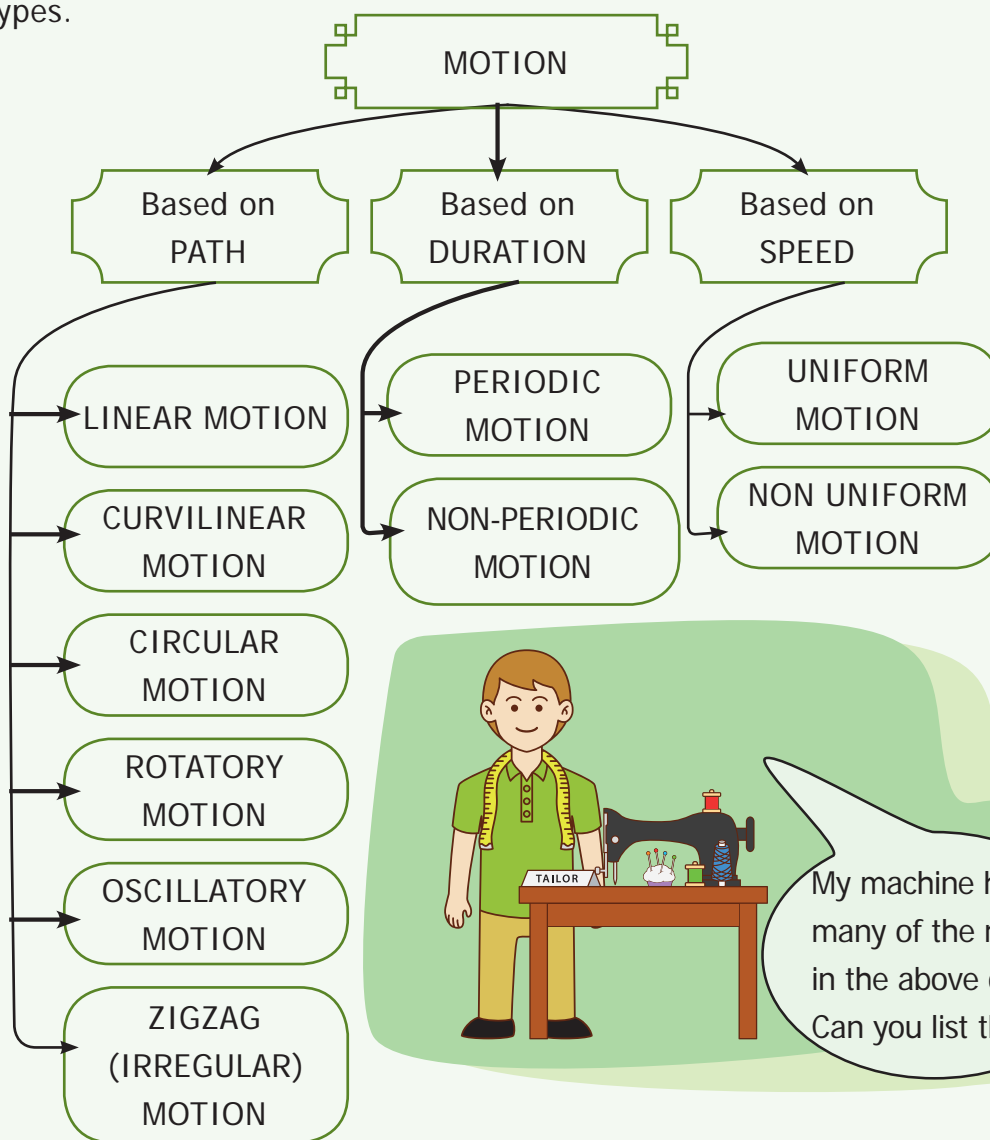 ypes.
MOTION
Based on
PATH
Based on
DURATION
Based on
SPEED
LINEAR MOTION
CURVILINEAR
MOTION
CIRCULAR
MOTION
ROTATORY
MOTION
OSCILLATORY
MOTION
ZIGZAG
(IRREGULAR)
MOTION
PERIODIC
MOTION
NON-PERIODIC
MOTION
UNIFORM
MOTION
NON UNIFORM
MOTION
TAILOR
My machine
many of the
in the above
Can you list